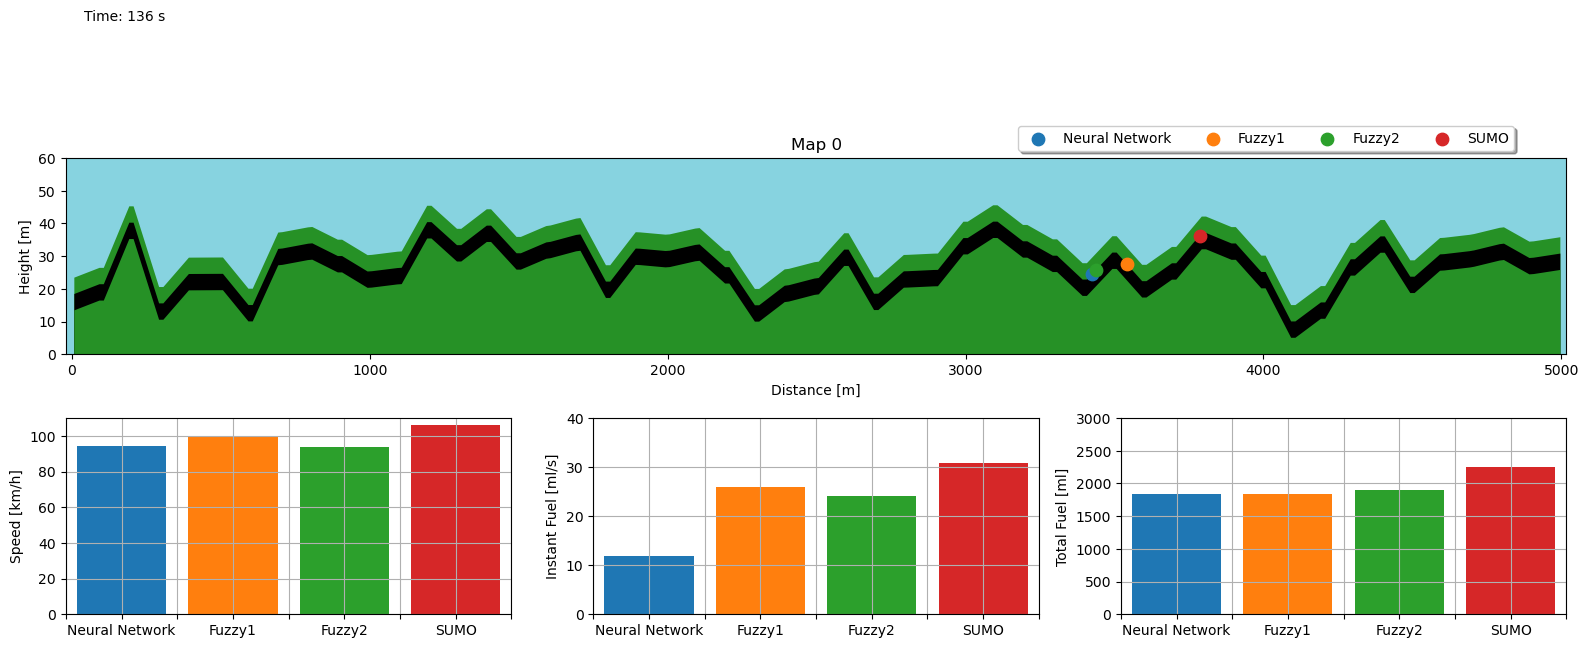 Time: 136 s
Map 0
Neural Network Fuzzy1 Fuzzy2 SUMO
Height [m]
60
50
40
30
20
10
0
0 1000 2000 3000 4000 5000
Distance [m]
Speed [km/h]
100
80
60
40
20
0
Neural Network Fuzzy1 Fuzzy2 SUMO
Instant Fuel [ml/s]
40
30
20
10
0
Neural Network Fuzzy1 Fuzzy2 SUMO
Total Fuel [ml]
3000
2500
2000
1500
1000
500
0
Neural Network Fuzzy1 Fuzzy2 SUMO